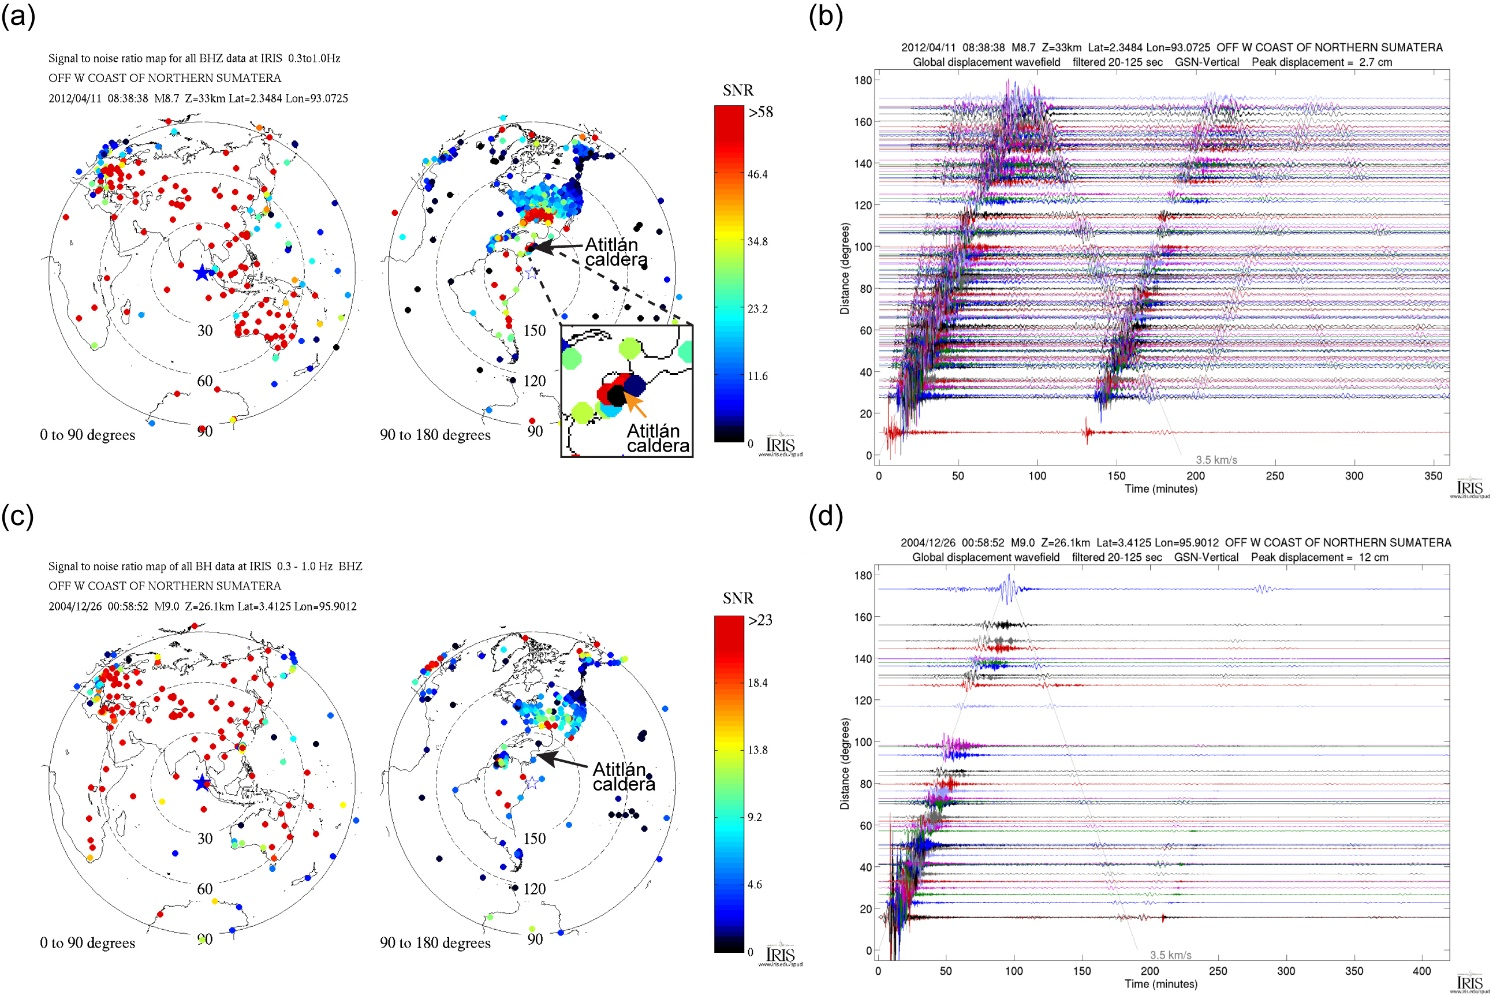 (a)
Signal to noise ratio map for all BHZ data at IRIS 0.3to1.0Hz
OFF W COAST OF NORTHERN SUMATERA
2012/04/11 08:38:38 M8.7 Z=33km Lat=2.3484 Lon=93.0725
30
60
90
0 to 90 degrees
Atitlán
caldera
150
120
90
90 to 180 degrees
Atitlán
caldera
SNR
>58
46.4
34.8
23.2
11.6
0
IRIS
(b)
2012/04/11 08:38:38 M8.7 Z=33km Lat=2.3484 Lon=93.0725 OFF W COAST OF NORTHERN SUMATERA
Global displacement wavefield filtered 20-125 sec GSN-Vertical Peak displacement = 2.7 cm
Distance (degrees)
180
160
140
120
100
80
60
40
20
0
3.5 km/s
0 50 100 150 200 250 300 350
Time (minutes)
IRIS
(c)
Signal to noise ratio map of all BH data at IRIS 0.3 - 1.0 Hz BHZ
OFF W COAST OF NORTHERN SUMATERA
2004/12/26 00:58:52 M9.0 Z=26.1km Lat=3.4125 Lon=95.9012
30
60
90
0 to 90 degrees
Atitlán
caldera
150
120
90
90 to 180 degrees
SNR
>23
18.4
13.8
9.2
4.6
0
IRIS
(d)
2004/12/26 00:58:52 M9.0 Z=26.1km Lat=3.4125 Lon=95.9012 OFF W COAST OF NORTHERN SUMATERA
Global displacement wavefield filtered 20-125 sec GSN-Vertical Peak displacement = 12 cm
Distance (degrees)
180
160
140
120
100
80
60
40
20
0
3.5 km/s
0 50 100 150 200 250 300 350 400
Time (minutes)
IRIS